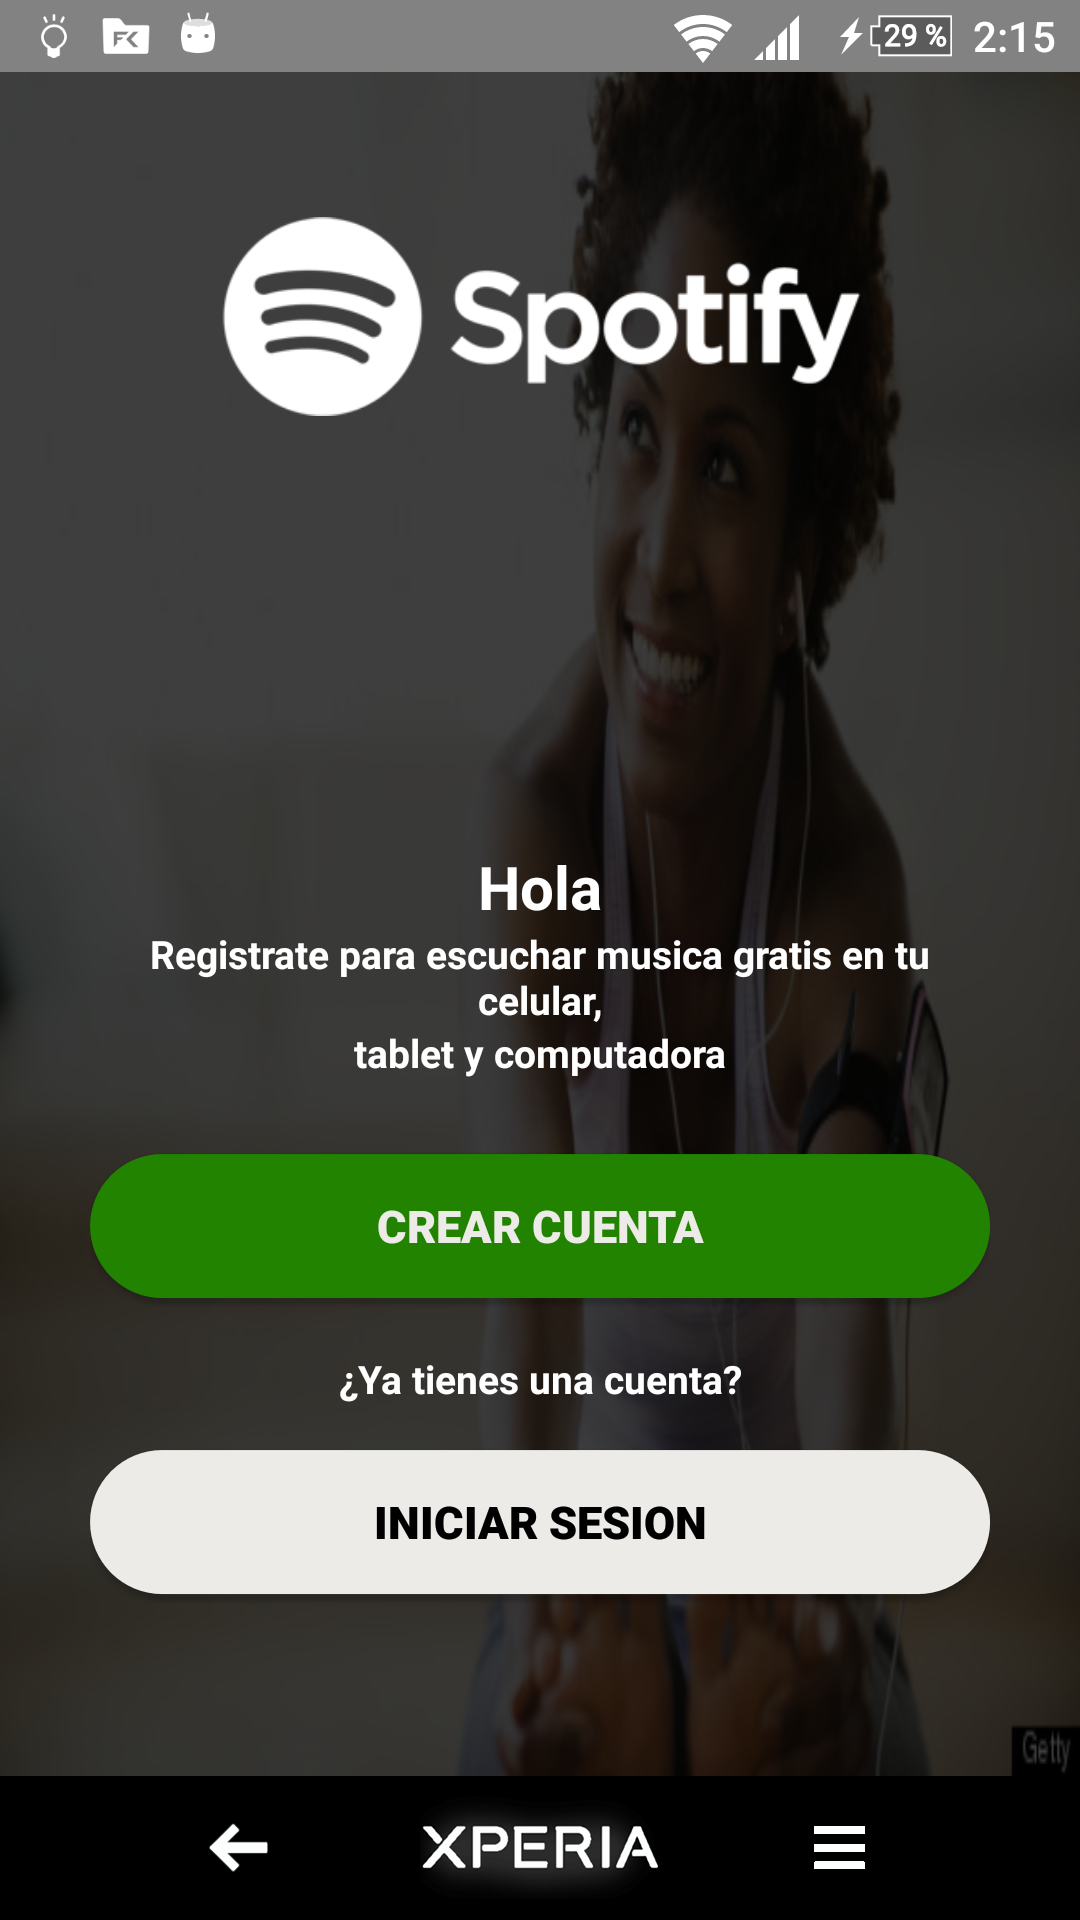 FX
29 %
2:15
Spotify
Hola
Registrate para escuchar musica gratis en tu
celular,
tablet y computadora
CREAR CUENTA
¿Ya tienes una cuenta?
INICIAR SESION
Getty
XPERIA